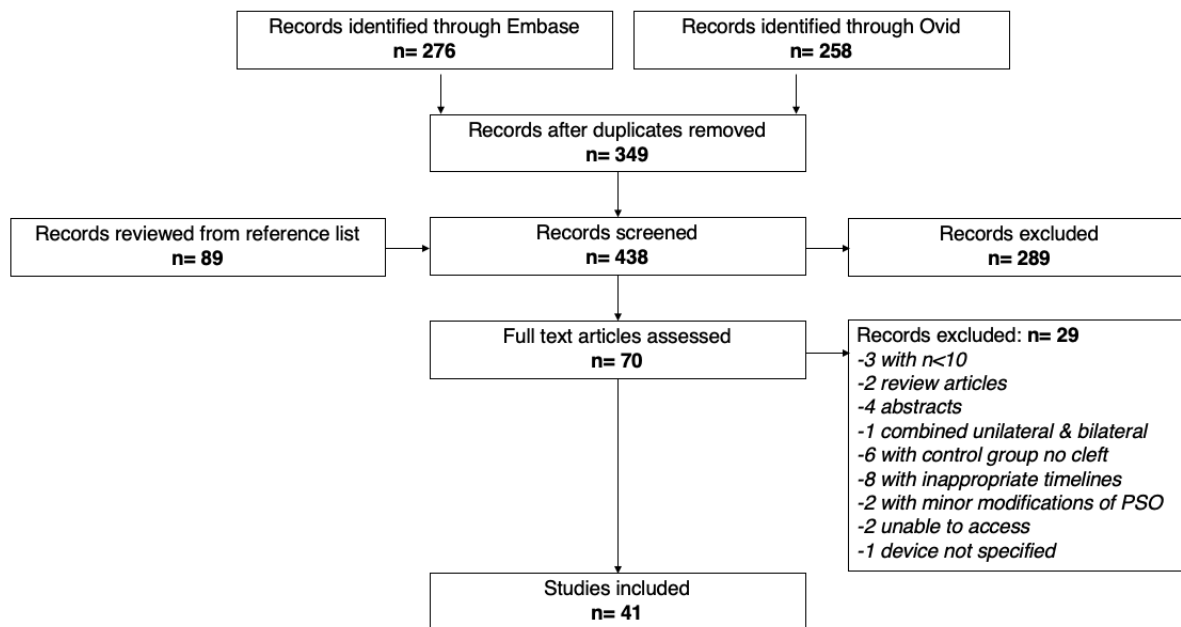 Records identified through Embase
n= 276
Records identified through Ovid
n= 258
Records after duplicates removed
n= 349
Records reviewed from reference list
n= 89
Records screened
n= 438
Records excluded
n= 289
Full text articles assessed
n= 70
Records excluded: n= 29
-3 with n<10
-2 review articles
-4 abstracts
-1 combined unilateral & bilateral
-6 with control group no cleft
-8 with inappropriate timelines
-2 with minor modifications of PSO
-2 unable to access
-1 device not specified
Studies included
n= 41